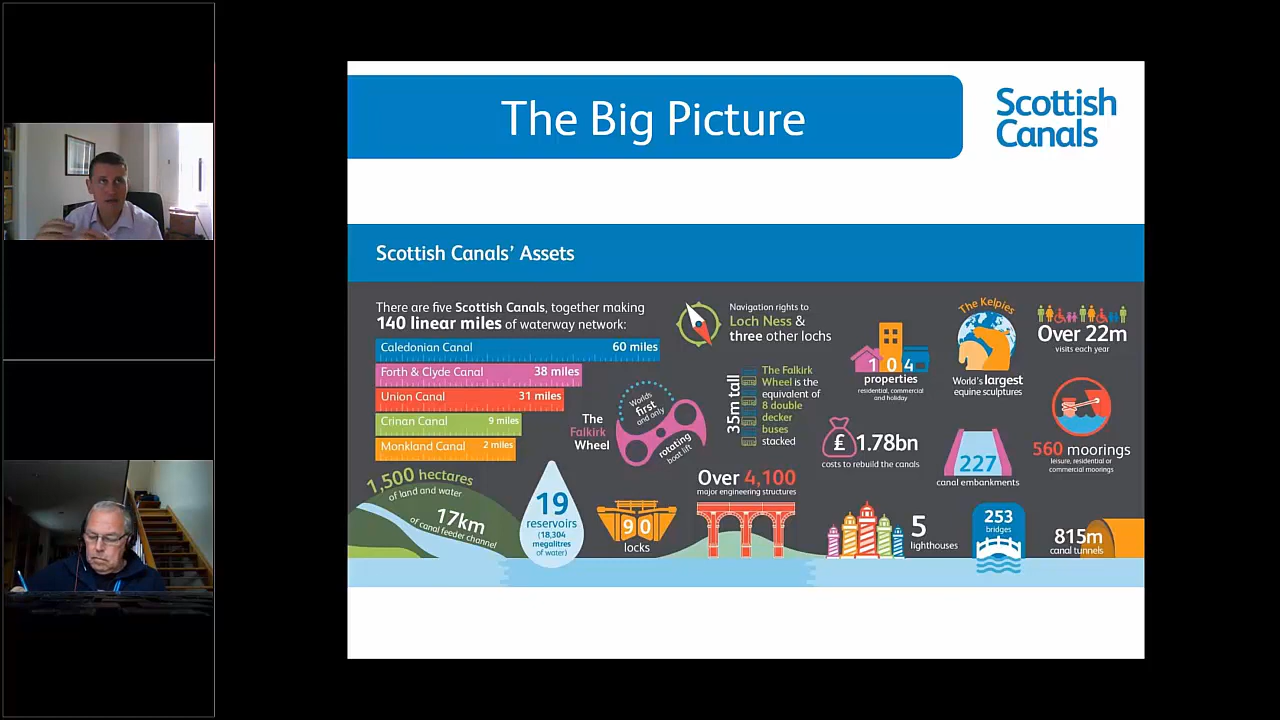 The Big Picture
Scottish
Canals
Scottish Canals' Assets
There are five Scottish Canals, together making
140 linear miles of waterway network:
Caledonian Canal 60 miles
Forth & Clyde Canal 38 miles
Union Canal 31 miles
Crinan Canal 9 miles
Monkland Canal 2 miles
The
Falkirk
Wheel
Worlds
first
and only
rotating
boat lift
Navigation rights to
Loch Ness &
three other lochs
35m tall
The Falkirk
Wheel is the
equivalent of
8 double
decker
buses
stacked
104
properties
residential, commercial
and holiday
The Kelpies
World's largest
equine sculptures
Over 22m
visits each year
£1.78bn
costs to rebuild the canals
227
canal embankments
560 moorings
leisure, residential or
commercial moorings
1,500 hectares
of land and water
17km
of canal feeder channel
19
reservoirs
(18,304
megalitres
of water)
90
locks
Over 4,100
major engineering structures
5
lighthouses
253
bridges
815m
canal tunnels